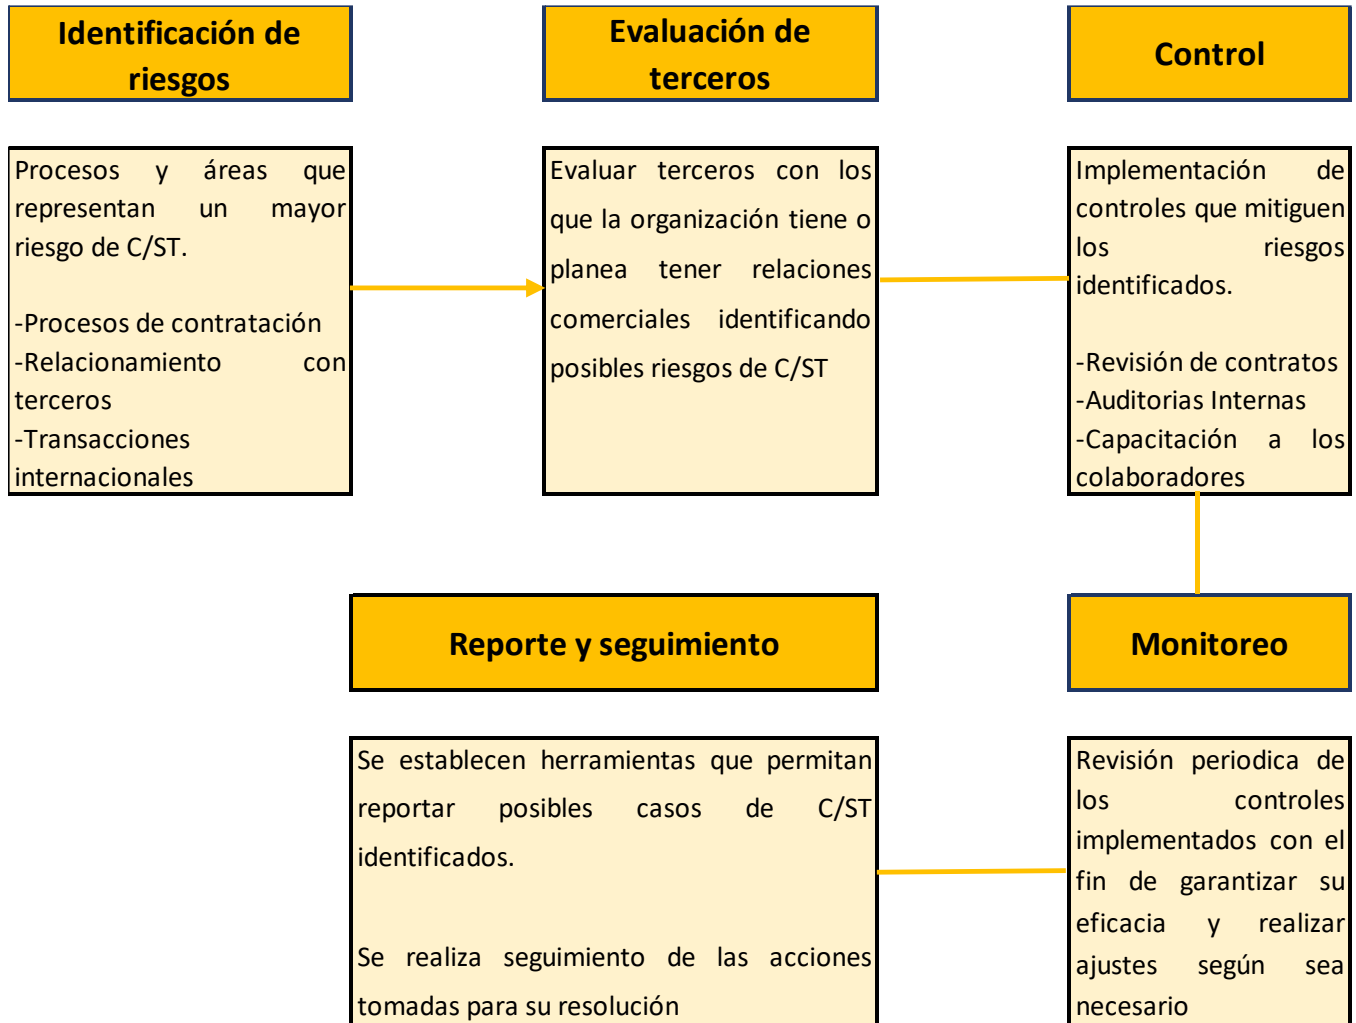 Identificación de
riesgos
Procesos y áreas que
representan un mayor
riesgo de C/ST.
-Procesos de contratación
-Relacionamiento con
terceros
-Transacciones
internacionales
Evaluación de
terceros
Evaluar terceros con los
que la organización tiene o
planea tener relaciones
comerciales identificando
posibles riesgos de C/ST
Control
Implementación de
controles que mitiguen
los riesgos
identificados.
-Revisión de contratos
-Auditorias Internas
-Capacitación a los
colaboradores
Monitoreo
Revisión periodica de
los controles
implementados con el
fin de garantizar su
eficacia y realizar
ajustes según sea
necesario
Reporte y seguimiento
Se establecen herramientas que permitan
reportar posibles casos de C/ST
identificados.
Se realiza seguimiento de las acciones
tomadas para su resolución